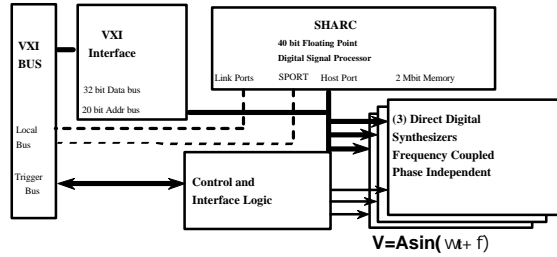 VXI
BUS
Local
Bus
Trigger
Bus
VXI
Interface
32 bit Data bus
20 bit Addr bus
SHARC
40 bit Floating Point
Digital Signal Processor
Link Ports SPORT Host Port 2 Mbit Memory
Control and
Interface Logic
(3) Direct Digital
Synthesizers
Frequency Coupled
Phase Independent
V=Asin( wt+ f)